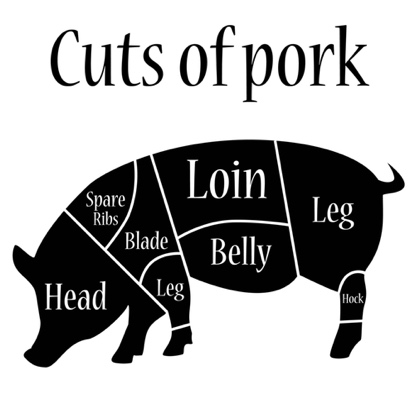 Cuts of pork
Spare
Ribs
Blade
Loin
Belly
Leg
Head
Leg
Hock